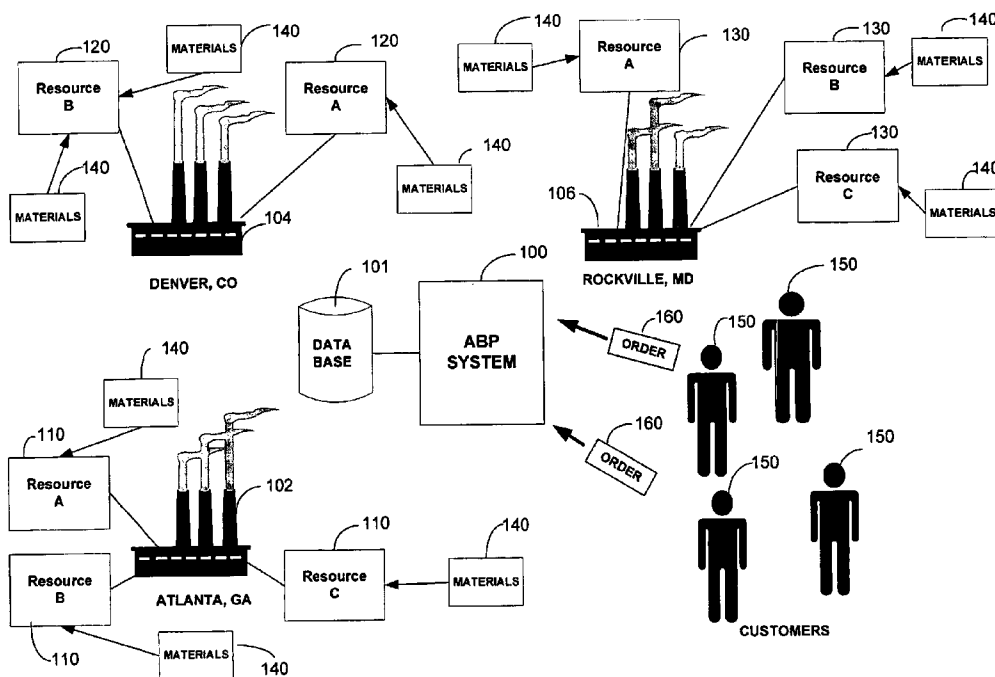 140
120
MATERIALS
140
120
Resource
B
Resource
A
140
MATERIALS
140
MATERIALS
104
DENVER, CO
140
MATERIALS
Resource
A
130
130
140
Resource
B
MATERIALS
130
Resource
C
140
MATERIALS
106
ROCKVILLE, MD
101
DATA
BASE
100
ABP
SYSTEM
160
ORDER
160
ORDER
150
150
150
150
CUSTOMERS
140
MATERIALS
110
Resource
A
102
110
Resource
B
110
Resource
C
140
MATERIALS
ATLANTA, GA
MATERIALS
140